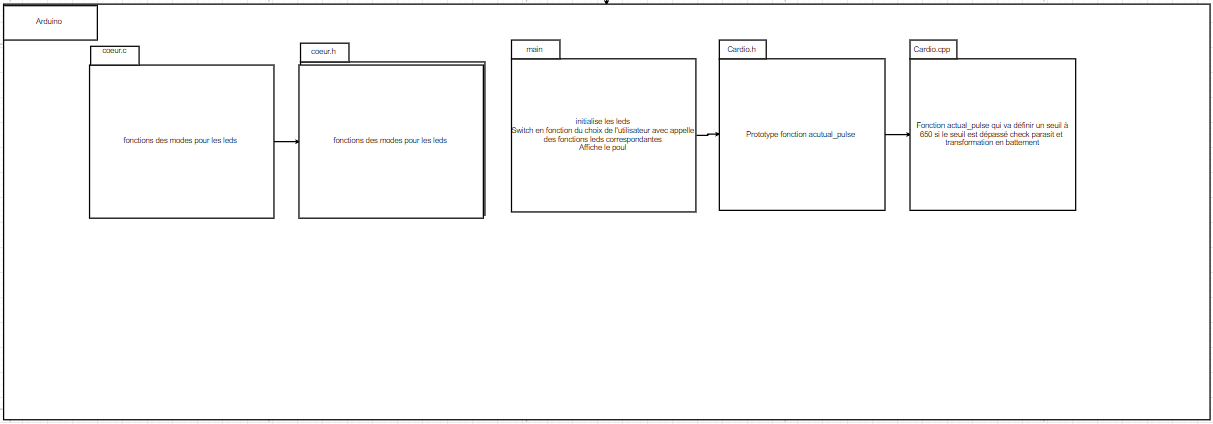 Arduino
coeur.c
fonctions des modes pour les leds
coeur.h
fonctions des modes pour les leds
main
initialise les leds
Switch en fonction du choix de l'utilisateur avec appelle
des fonctions leds correspondantes
Affiche le poul
Cardio.h
Prototype fonction acutual_pulse
Cardio.cpp
Fonction actual_pulse qui va définir un seuil à
650 si le seuil est dépassé check parasit et
transformation en battement